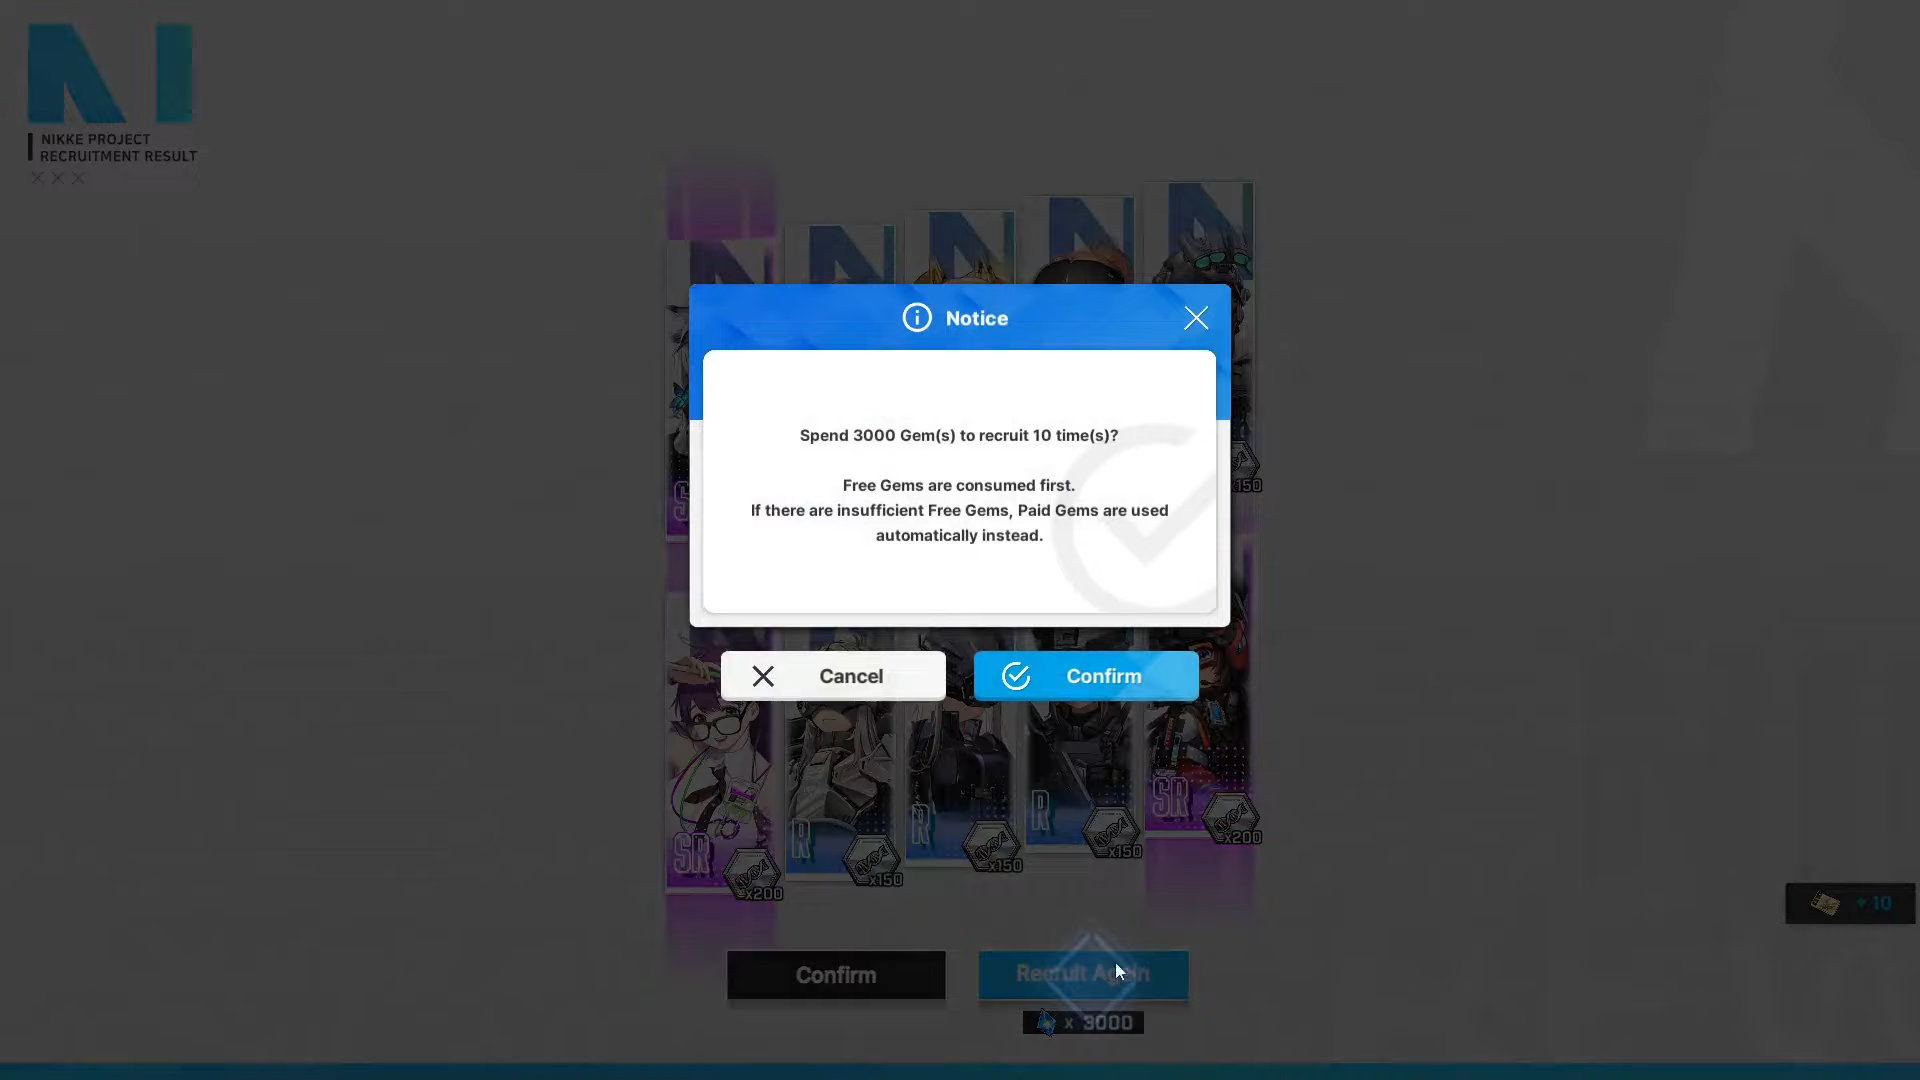 NIKKE PROJECT
RECRUITMENT RESULT
Notice
Spend 3000 Gem(s) to recruit 10 time(s)?
Free Gems are consumed first.
If there are insufficient Free Gems, Paid Gems are used
automatically instead.
x150
Cancel
Confirm
SR
x200
R
x150
R
x150
R
x150
SR
x200
+ 10
Confirm
Recruit Again
x 3000